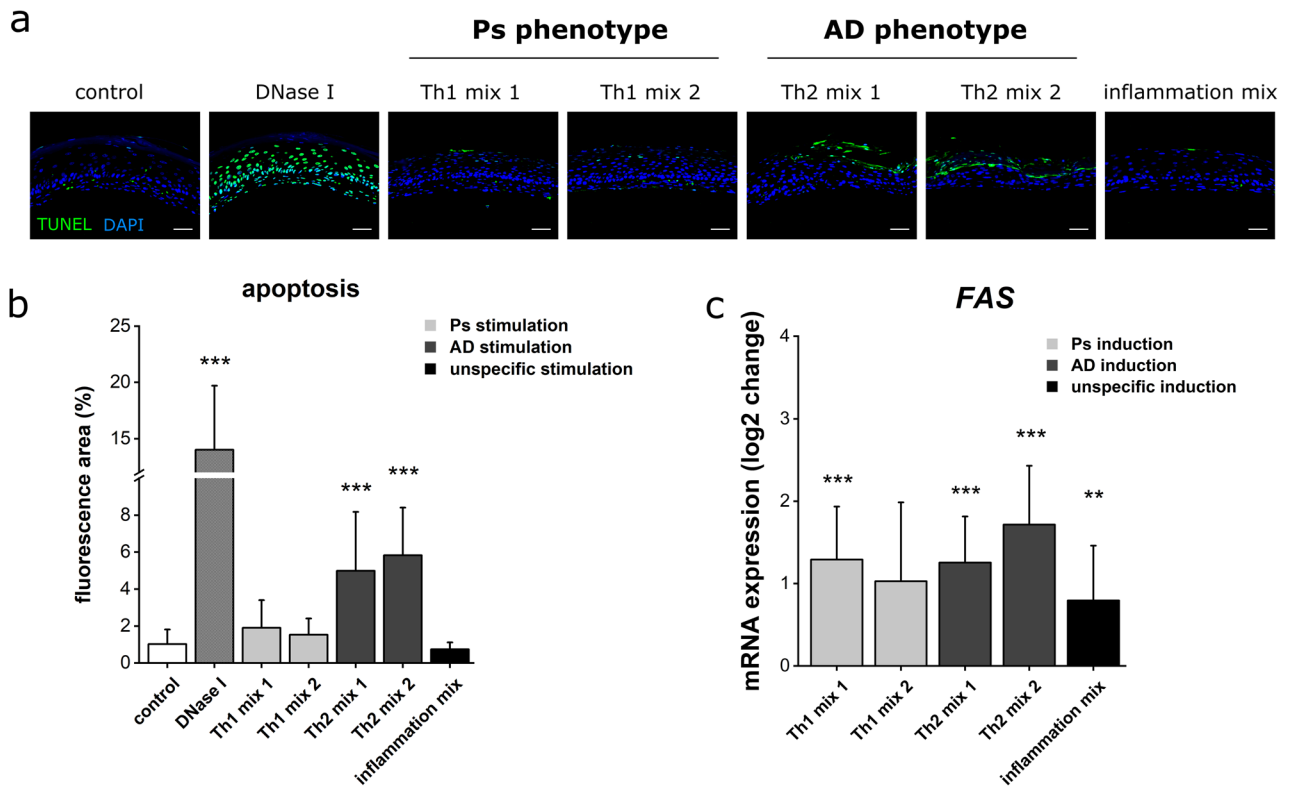 a
Ps phenotype
AD phenotype
control
DNase I
Th1 mix 1
Th1 mix 2
Th2 mix 1
Th2 mix 2
inflammation mix
TUNEL DAPI
b
apoptosis
Ps stimulation
AD stimulation
unspecific stimulation
fluorescence area (%)
25
20
15
8
6
4
2
0
***
***
***
control
DNase I
Th1 mix 1
Th1 mix 2
Th2 mix 1
Th2 mix 2
inflammation mix
c
FAS
Ps induction
AD induction
unspecific induction
mRNA expression (log2 change)
4
3
2
1
0
***
***
***
**
Th1 mix 1
Th1 mix 2
Th2 mix 1
Th2 mix 2
inflammation mix